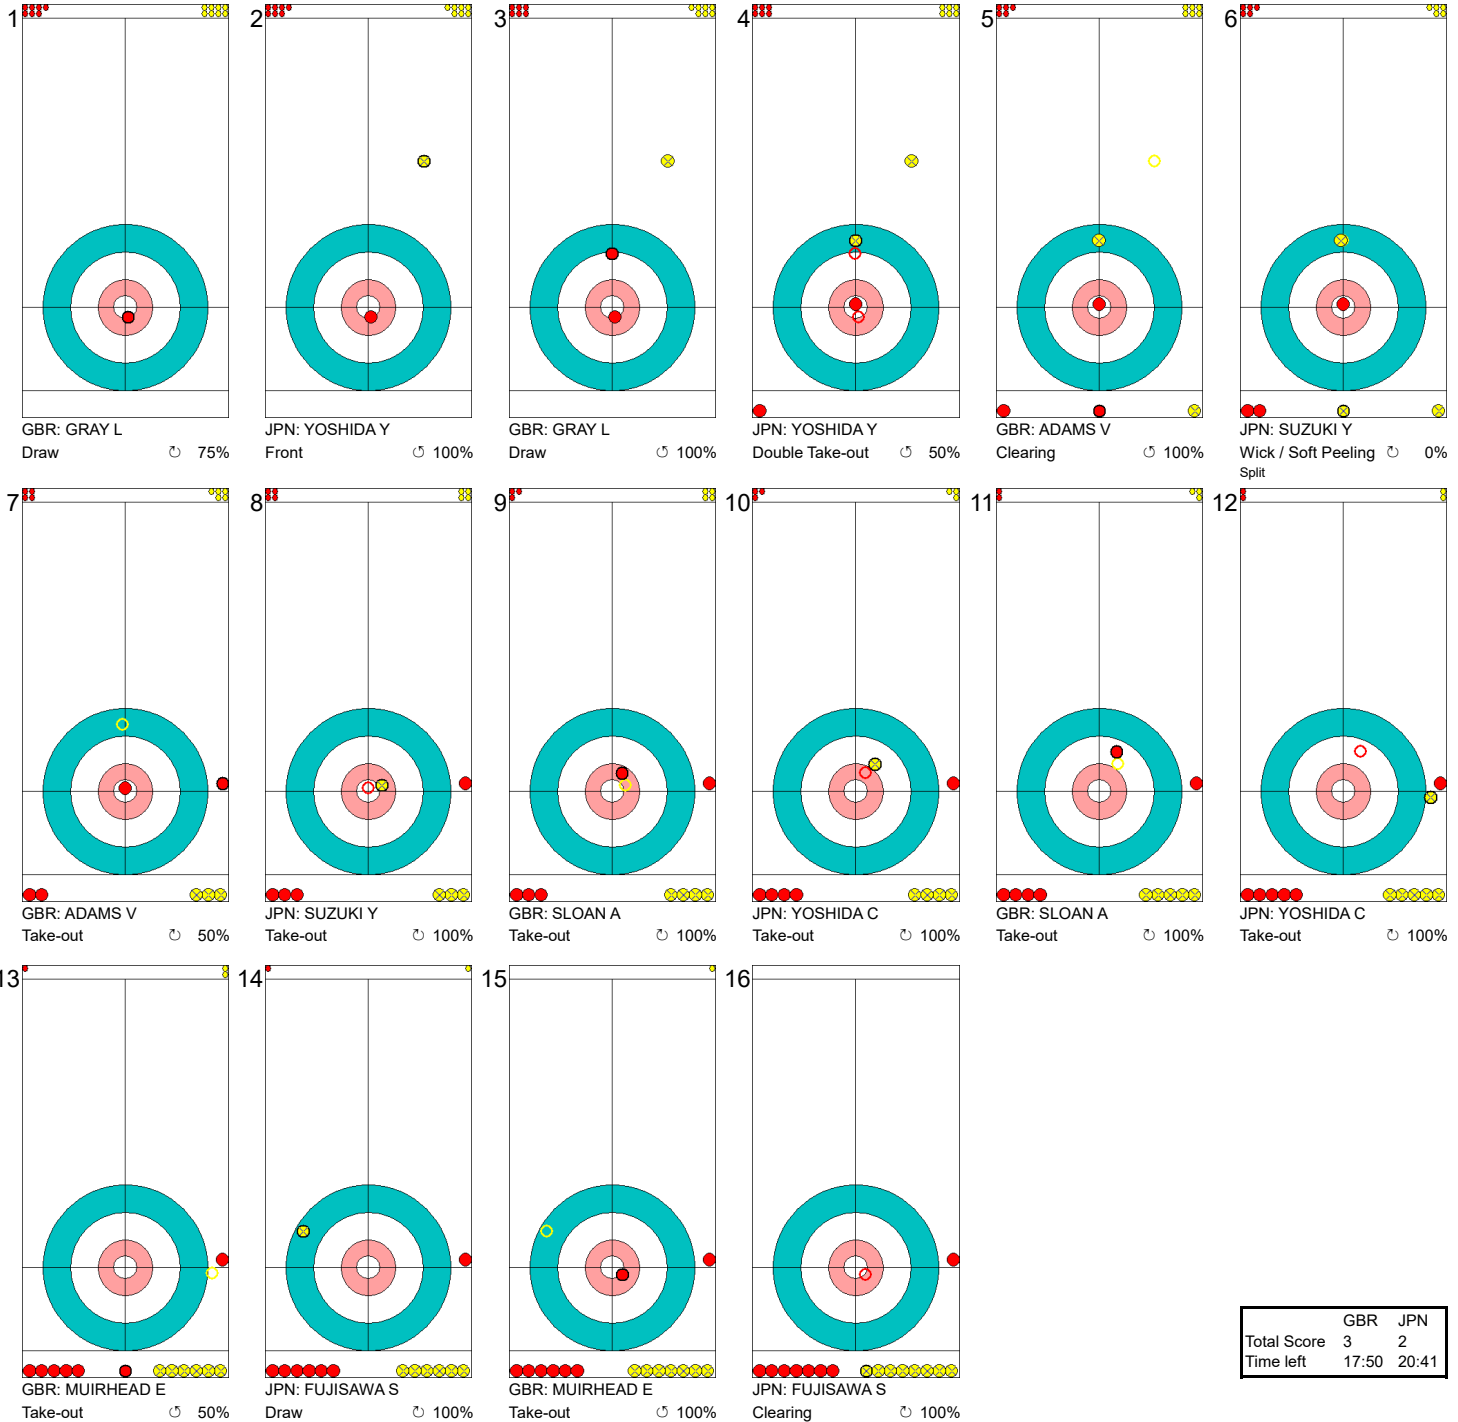 1 2 3 4 5 6
GBR: GRAY L JPN: YOSHIDA Y GBR: GRAY L JPN: YOSHIDA Y GBR: ADAMS V JPN: SUZUKI Y
Draw ↻ 75% Front ↺ 100% Draw ↺ 100% Double Take-out ↺ 50% Clearing ↻ 100% Wick / Soft Peeling ↻ 0%
Split
7 8 9 10 11 12
GBR: ADAMS V JPN: SUZUKI Y GBR: SLOAN A JPN: YOSHIDA C GBR: SLOAN A JPN: YOSHIDA C
Take-out ↻ 50% Take-out ↻ 100% Take-out ↻ 100% Take-out ↻ 100% Take-out ↻ 100% Take-out ↻ 100%
13 14 15 16
GBR JPN
Total Score 3 2
Time left 17:50 20:41
GBR: MUIRHEAD E JPN: FUJISAWA S GBR: MUIRHEAD E JPN: FUJISAWA S
Take-out ↺ 50% Draw ↺ 100% Take-out ↺ 100% Clearing ↻ 100%